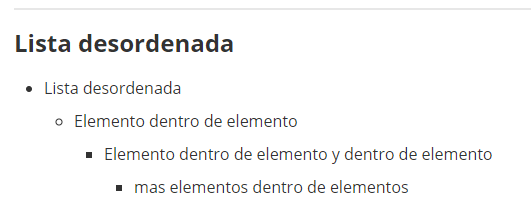 Lista desordenada
Lista desordenada
Elemento dentro de elemento
Elemento dentro de elemento y dentro de elemento
mas elementos dentro de elementos